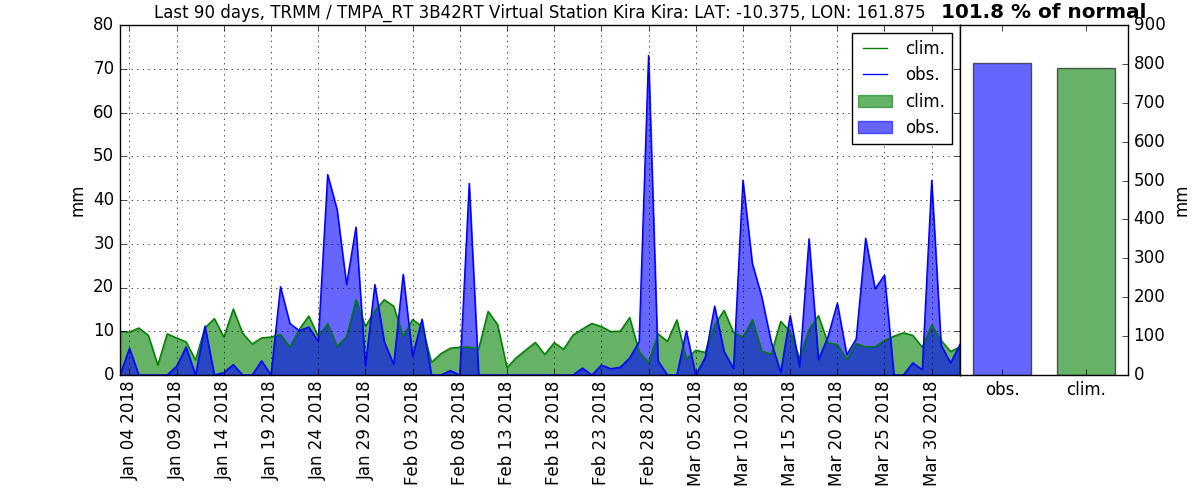 Last 90 days, TRMM / TMPA_RT 3B42RT Virtual Station Kira Kira: LAT: -10.375, LON: 161.875 101.8 % of normal
80
70
60
50
40
30
20
10
0
mm
clim.
obs.
clim.
obs.
900
800
700
600
500
400
300
200
100
0
mm
Jan 04 2018
Jan 09 2018
Jan 14 2018
Jan 19 2018
Jan 24 2018
Jan 29 2018
Feb 03 2018
Feb 08 2018
Feb 13 2018
Feb 18 2018
Feb 23 2018
Feb 28 2018
Mar 05 2018
Mar 10 2018
Mar 15 2018
Mar 20 2018
Mar 25 2018
Mar 30 2018
obs.
clim.